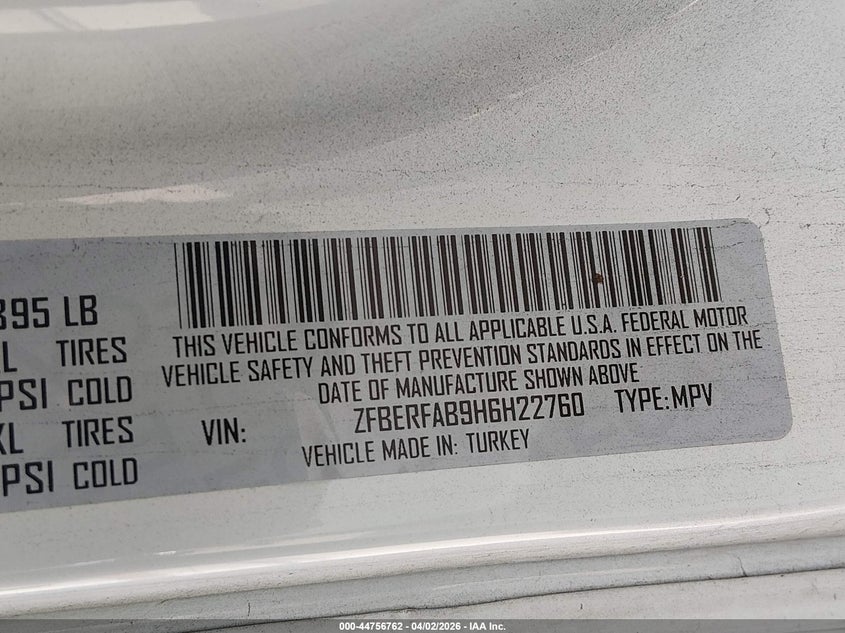 395 LB
TIRES
PSI COLD
XL TIRES
PSI COLD
THIS VEHICLE CONFORMS TO ALL APPLICABLE U.S.A. FEDERAL MOTOR
VEHICLE SAFETY AND THEFT PREVENTION STANDARDS IN EFFECT ON THE
DATE OF MANUFACTURE SHOWN ABOVE
VIN: ZFBERFAB9H6H22760 TYPE:MPV
VEHICLE MADE IN: TURKEY
000-44756762 - 04/02/2026 - IAA Inc.